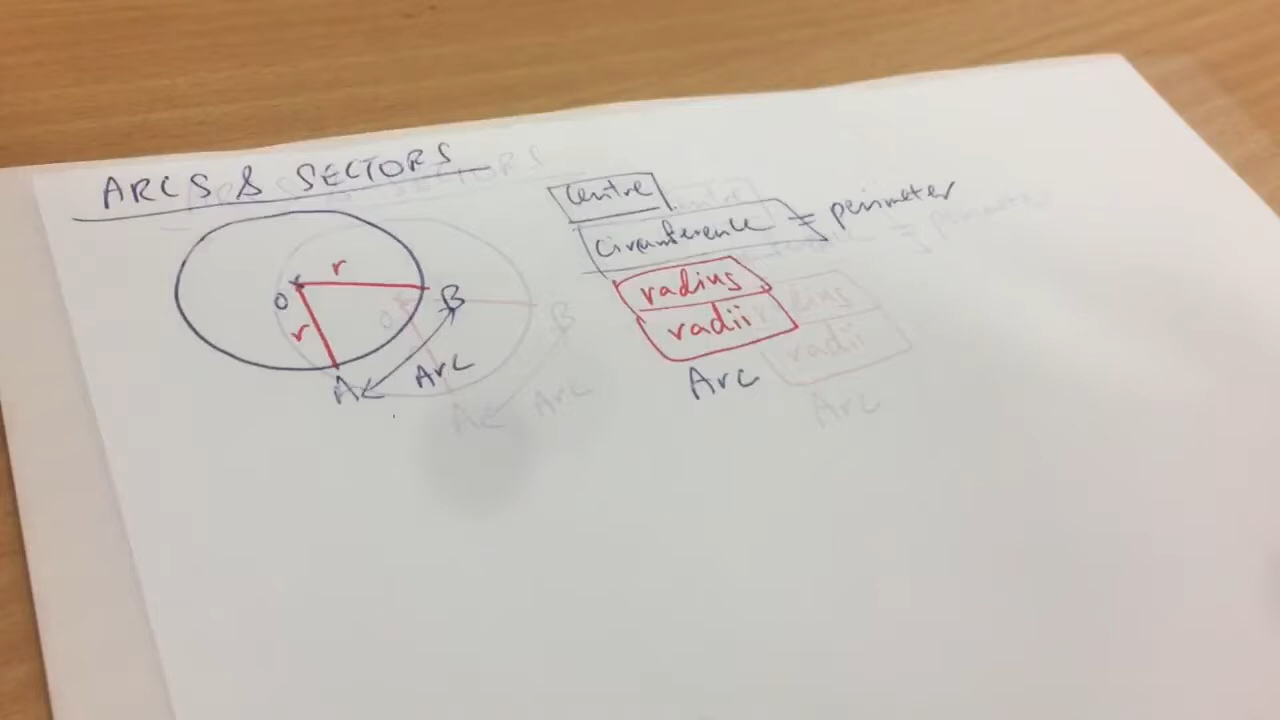 ARCS & SECTORS
centre
circumference = perimeter
radius
radii
Arc
r
O
B
r
A
Arc